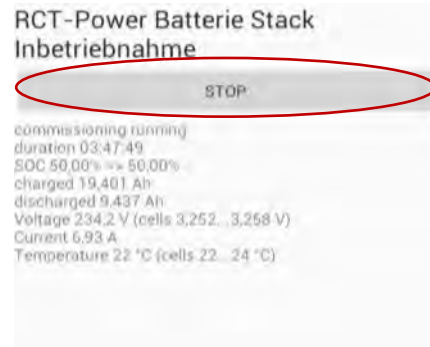 RCT-Power Batterie Stack
Inbetriebnahme
STOP
commissioning running
duration 03:47:49
SOC 50,00% => 50,00%
charged 19,401 Ah
discharged 9,437 Ah
Voltage 234,2 V (cells 3,252...3,258 V)
Current 6,93 A
Temperature 22 °C (cells 22...24 °C)